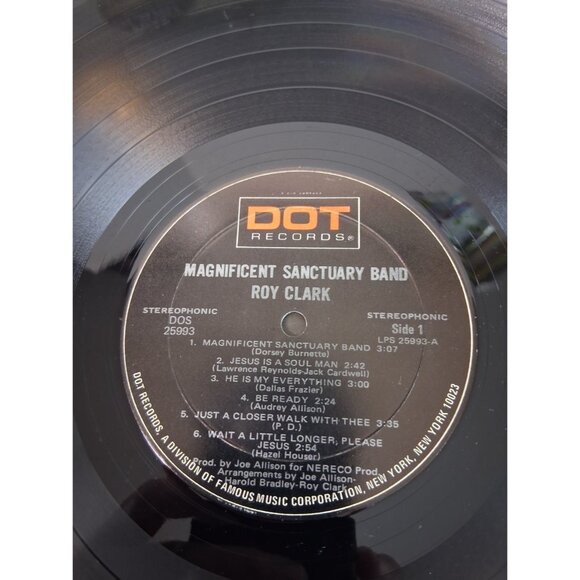 DOT
RECORDS®
MAGNIFICENT SANCTUARY BAND
ROY CLARK
STEREOPHONIC
DOS
25993
STEREOPHONIC
Side 1
LPS 25993-A
1. MAGNIFICENT SANCTUARY BAND 3:07
(Dorsey Burnette)
2. JESUS IS A SOUL MAN 2:42
(Lawrence Reynolds-Jack Cardwell)
3. HE IS MY EVERYTHING 3:00
(Dallas Frazier)
4. BE READY 2:24
(Audrey Allison)
5. JUST A CLOSER WALK WITH THEE 3:35
(P. D.)
6. WAIT A LITTLE LONGER, PLEASE
JESUS 2:54
(Hazel Houser)
Prod. by Joe Allison for NERECO Prod.
Arrangements by Joe Allison-
Harold Bradley-Roy Clark
DOT RECORDS, A DIVISION OF FAMOUS MUSIC CORPORATION, NEW YORK, NEW YORK 10023